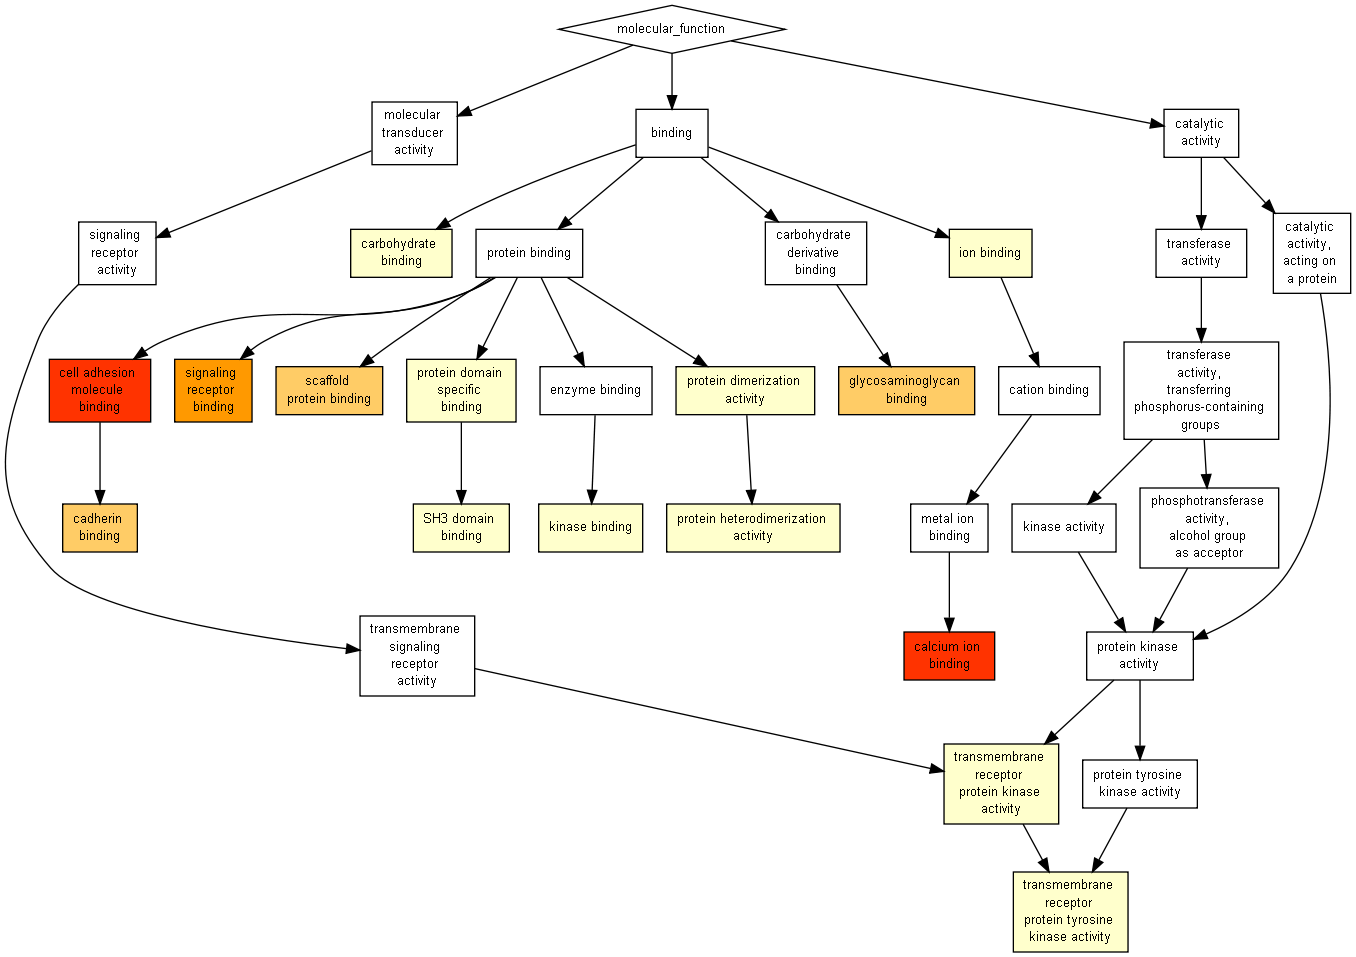 molecular_function
molecular
transducer
activity
binding
catalytic
activity
signaling
receptor
activity
carbohydrate
binding
protein binding
carbohydrate
derivative
binding
ion binding
transferase
activity
catalytic
activity,
acting on
a protein
cell adhesion
molecule
binding
signaling
receptor
binding
scaffold
protein binding
protein domain
specific
binding
enzyme binding
protein dimerization
activity
glycosaminoglycan
binding
cation binding
transferase
activity,
transferring
phosphorus-containing
groups
cadherin
binding
SH3 domain
binding
kinase binding
protein heterodimerization
activity
metal ion
binding
kinase activity
phosphotransferase
activity,
alcohol group
as acceptor
transmembrane
signaling
receptor
activity
calcium ion
binding
protein kinase
activity
transmembrane
receptor
protein kinase
activity
protein tyrosine
kinase activity
transmembrane
receptor
protein tyrosine
kinase activity